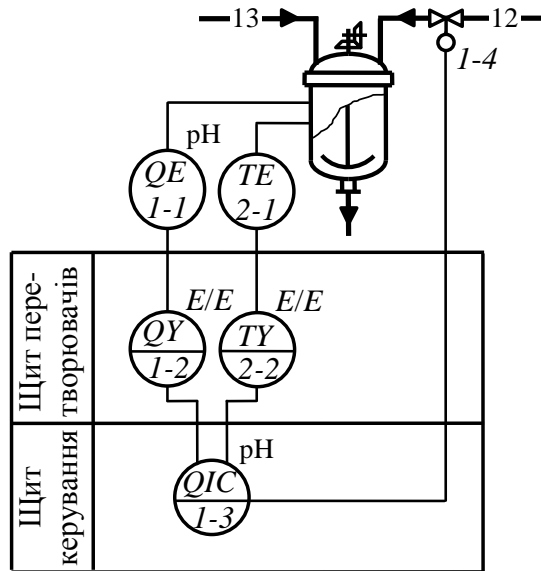 13
12
1-4
pH
QE
1-1
TE
2-1
Щит пере-
творювачів
E/E
E/E
QY
1-2
TY
2-2
Щит
керування
pH
QIC
1-3